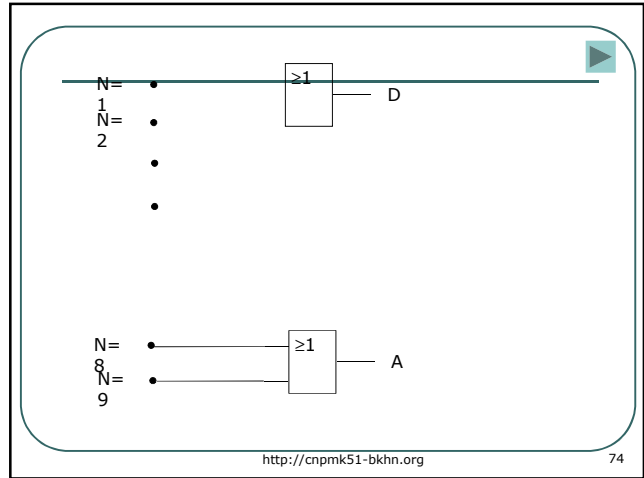 N= ≥1
1 D
N=
2
N= ≥1
8 A
N=
9
http://cnpmk51-bkhn.org 74